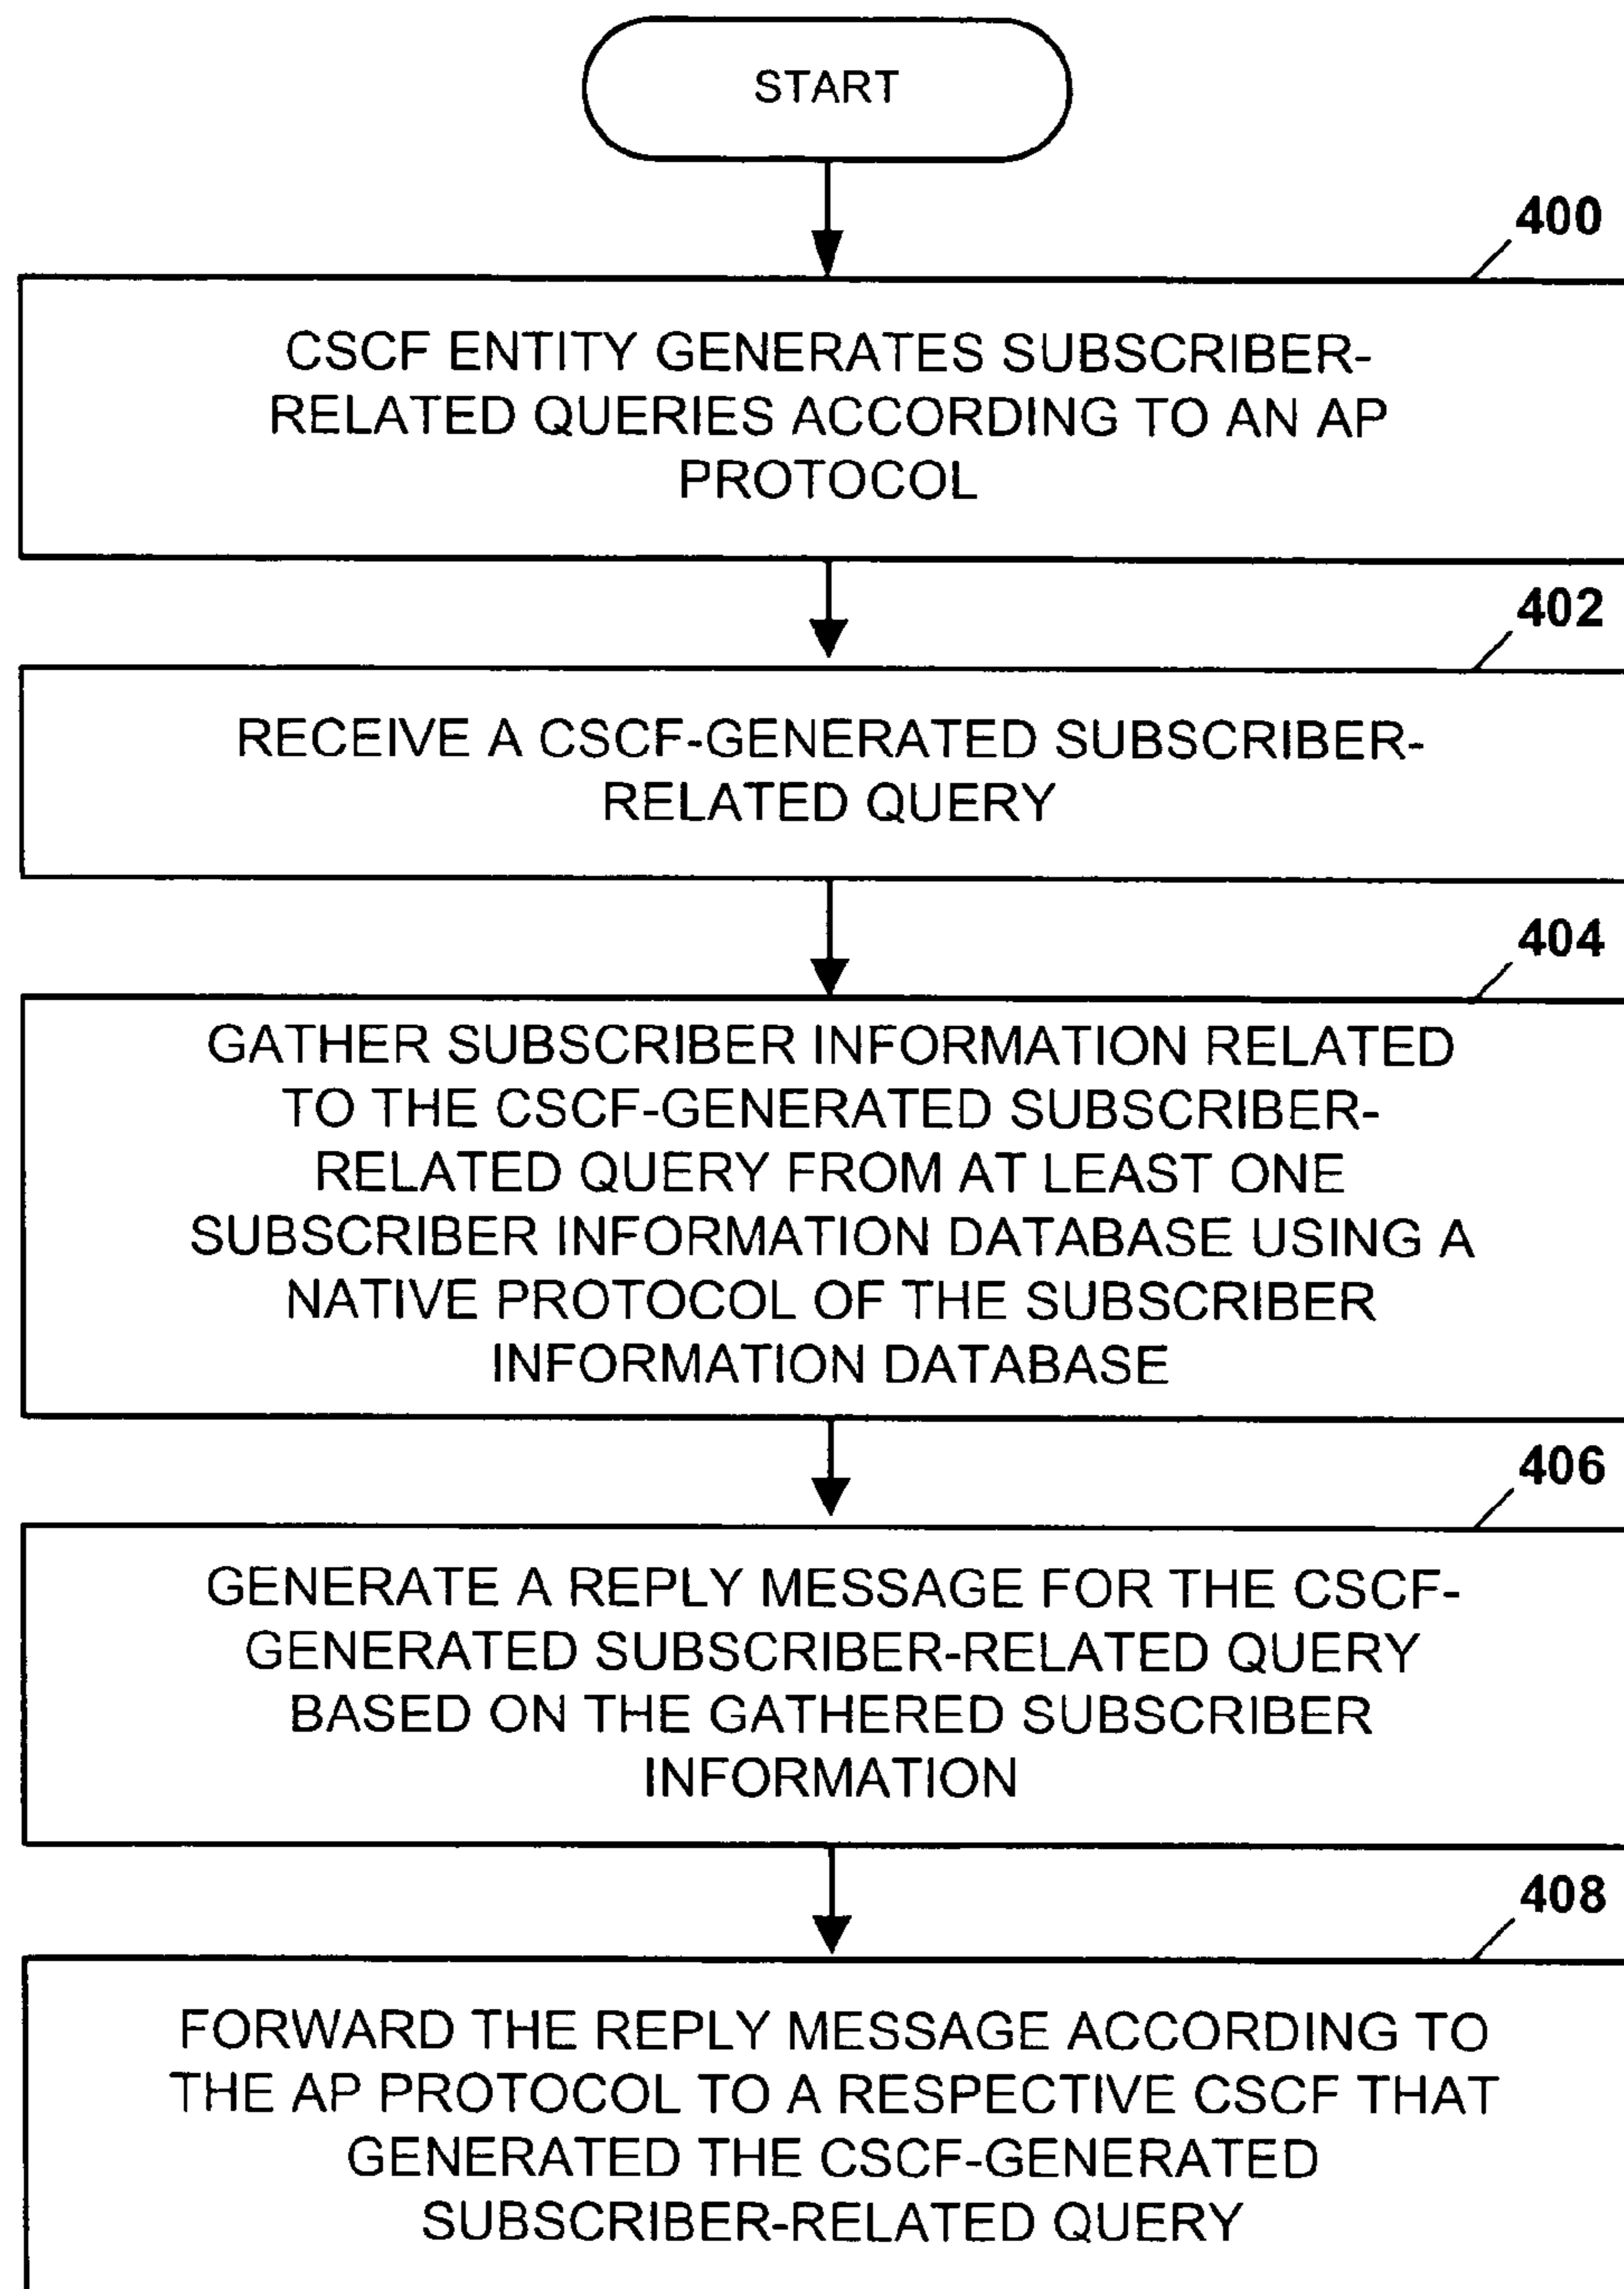 START
400
CSCF ENTITY GENERATES SUBSCRIBER-
RELATED QUERIES ACCORDING TO AN AP
PROTOCOL
402
RECEIVE A CSCF-GENERATED SUBSCRIBER-
RELATED QUERY
404
GATHER SUBSCRIBER INFORMATION RELATED
TO THE CSCF-GENERATED SUBSCRIBER-
RELATED QUERY FROM AT LEAST ONE
SUBSCRIBER INFORMATION DATABASE USING A
NATIVE PROTOCOL OF THE SUBSCRIBER
INFORMATION DATABASE
406
GENERATE A REPLY MESSAGE FOR THE CSCF-
GENERATED SUBSCRIBER-RELATED QUERY
BASED ON THE GATHERED SUBSCRIBER
INFORMATION
408
FORWARD THE REPLY MESSAGE ACCORDING TO
THE AP PROTOCOL TO A RESPECTIVE CSCF THAT
GENERATED THE CSCF-GENERATED
SUBSCRIBER-RELATED QUERY